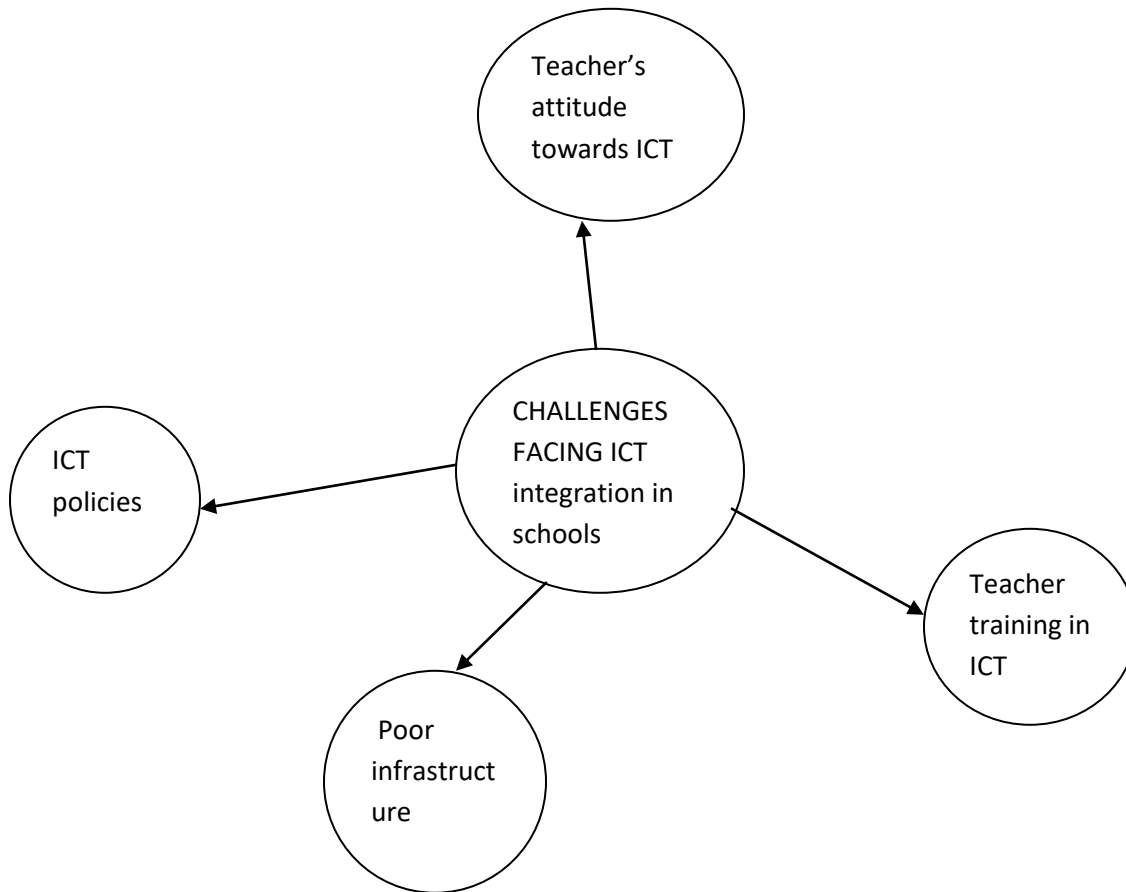 Teacher’s
attitude
towards ICT
CHALLENGES
FACING ICT
integration in
schools
ICT
policies
Teacher
training in
ICT
Poor
infrastruct
ure